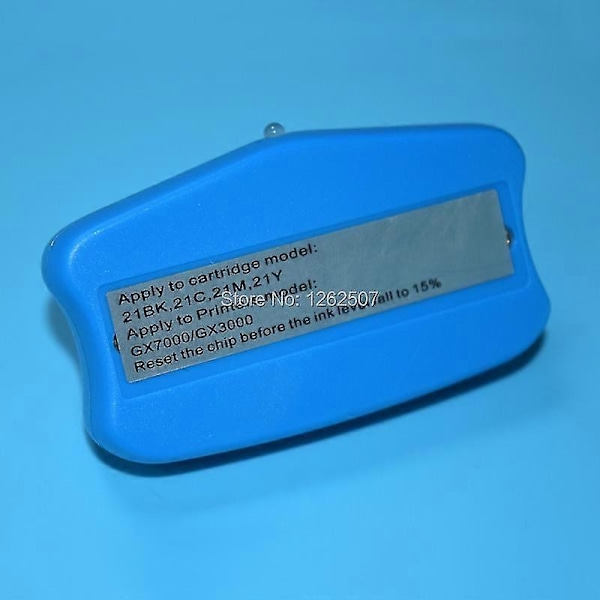 Apply to cartridge model:
21BK,21C,21M,21Y
Apply to Printer model:
GX7000/GX3000
Reset the chip before the ink level fall to 15%
Store No: 1262507